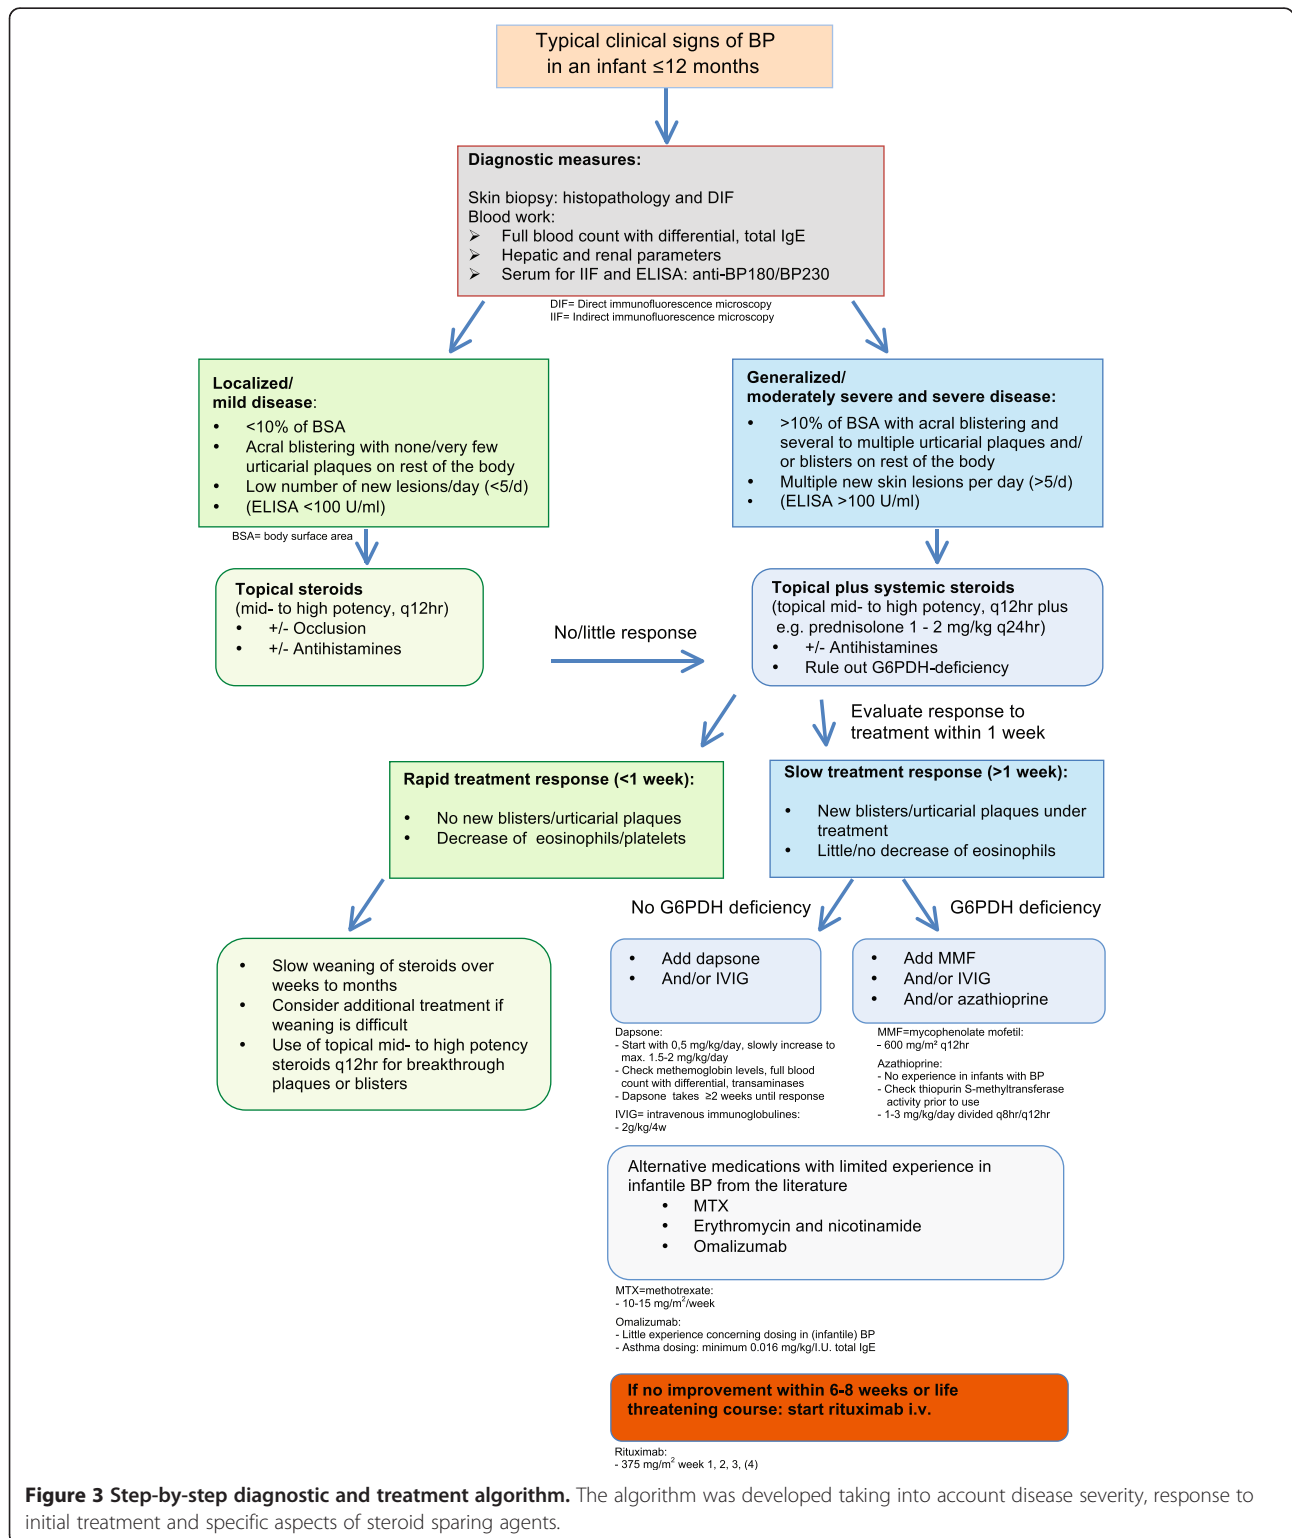 Typical clinical signs of BP
in an infant ≤12 months
Diagnostic measures:
Skin biopsy: histopathology and DIF
Blood work:
➢ Full blood count with differential, total IgE
➢ Hepatic and renal parameters
➢ Serum for IIF and ELISA: anti-BP180/BP230
DIF= Direct immunofluorescence microscopy
IIF= Indirect immunofluorescence microscopy
Localized/
mild disease:
• <10% of BSA
• Acral blistering with none/very few
urticarial plaques on rest of the body
• Low number of new lesions/day (<5/d)
• (ELISA <100 U/ml)
BSA= body surface area
Generalized/
moderately severe and severe disease:
• >10% of BSA with acral blistering and
several to multiple urticarial plaques and/
or blisters on rest of the body
• Multiple new skin lesions per day (>5/d)
• (ELISA >100 U/ml)
Topical steroids
(mid- to high potency, q12hr)
• +/- Occlusion
• +/- Antihistamines
No/little response
Topical plus systemic steroids
(topical mid- to high potency, q12hr plus
e.g. prednisolone 1 - 2 mg/kg q24hr)
• +/- Antihistamines
• Rule out G6PDH-deficiency
Evaluate response to
treatment within 1 week
Rapid treatment response (<1 week):
• No new blisters/urticarial plaques
• Decrease of eosinophils/platelets
Slow treatment response (>1 week):
• New blisters/urticarial plaques under
treatment
• Little/no decrease of eosinophils
No G6PDH deficiency
G6PDH deficiency
• Slow weaning of steroids over
weeks to months
• Consider additional treatment if
weaning is difficult
• Use of topical mid- to high potency
steroids q12hr for breakthrough
plaques or blisters
• Add dapsone
• And/or IVIG
• Add MMF
• And/or IVIG
• And/or azathioprine
Dapsone:
- Start with 0,5 mg/kg/day, slowly increase to
max. 1.5-2 mg/kg/day
- Check methemoglobin levels, full blood
count with differential, transaminases
- Dapsone takes ≥2 weeks until response
IVIG= intravenous immunoglobulines:
- 2g/kg/4w
MMF=mycophenolate mofetil:
- 600 mg/m² q12hr
Azathioprine:
- No experience in infants with BP
- Check thiopurin S-methyltransferase
activity prior to use
- 1-3 mg/kg/day divided q8hr/q12hr
Alternative medications with limited experience in
infantile BP from the literature
• MTX
• Erythromycin and nicotinamide
• Omalizumab
MTX=methotrexate:
- 10-15 mg/m²/week
Omalizumab:
- Little experience concerning dosing in (infantile) BP
- Asthma dosing: minimum 0.016 mg/kg/I.U. total IgE
If no improvement within 6-8 weeks or life
threatening course: start rituximab i.v.
Rituximab:
- 375 mg/m² week 1, 2, 3, (4)
Figure 3 Step-by-step diagnostic and treatment algorithm. The algorithm was developed taking into account disease severity, response to
initial treatment and specific aspects of steroid sparing agents.